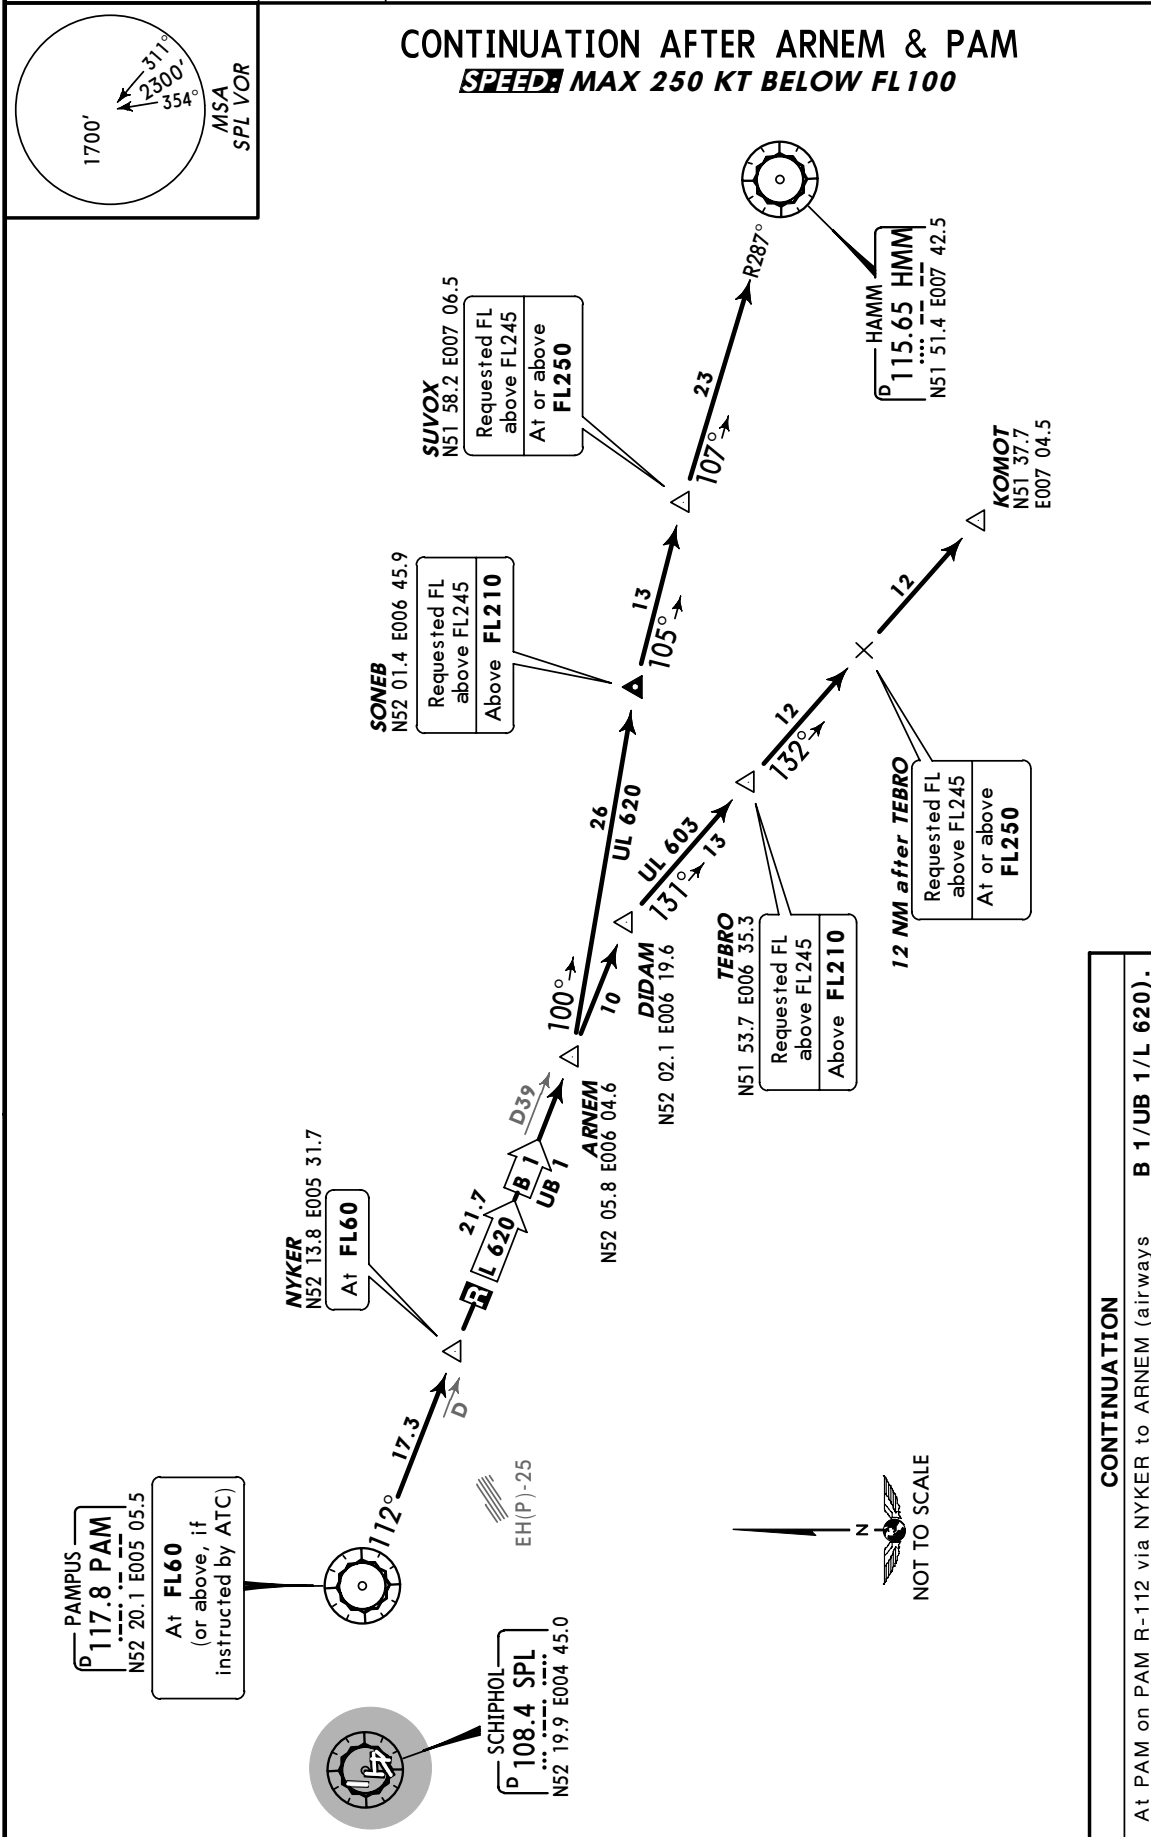 CONTINUATION AFTER ARNEM & PAM
SPEED: MAX 250 KT BELOW FL100
311°
2300'
354°
1700'
MSA
SPL VOR
R287°
HAMM
D 115.65 HMM
N51 51.4 E007 42.5
SUVOX
N51 58.2 E007 06.5
Requested FL
above FL245
At or above
FL250
23
107°
KOMOT
N51 37.7
E007 04.5
SONEB
N52 01.4 E006 45.9
Requested FL
above FL245
Above FL210
13
105°
12
12
132°
12 NM after TEBRO
Requested FL
above FL245
At or above
FL250
26
UL 620
100°
UL 603
131°
13
TEBRO
N51 53.7 E006 35.3
Requested FL
above FL245
Above FL210
10
DIDAM
N52 02.1 E006 19.6
D39
ARNEM
N52 05.8 E006 04.6
NYKER
N52 13.8 E005 31.7
At FL60
21.7
R
L 620
B 1
UB 1
17.3
D
112°
EH(P)-25
PAMPUS
D 117.8 PAM
N52 20.1 E005 05.5
At FL60
(or above, if
instructed by ATC)
SCHIPHOL
D 108.4 SPL
N52 19.9 E004 45.0
N
NOT TO SCALE
CONTINUATION
At PAM on PAM R-112 via NYKER to ARNEM (airways B 1/UB 1/L 620).